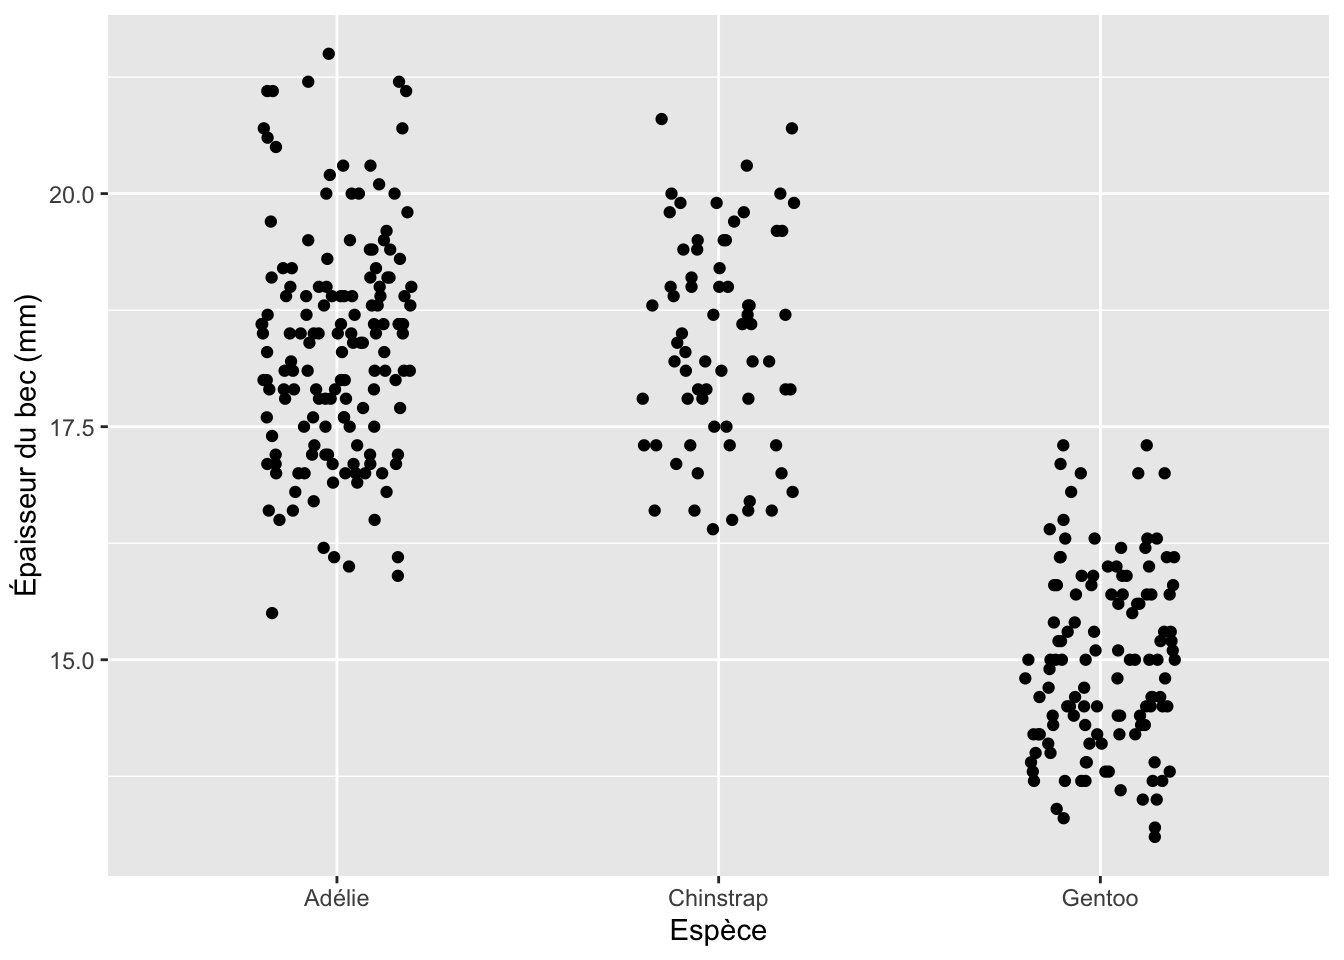 Épaisseur du bec (mm)
20.0
17.5
15.0
Adélie
Chinstrap
Gentoo
Espèce